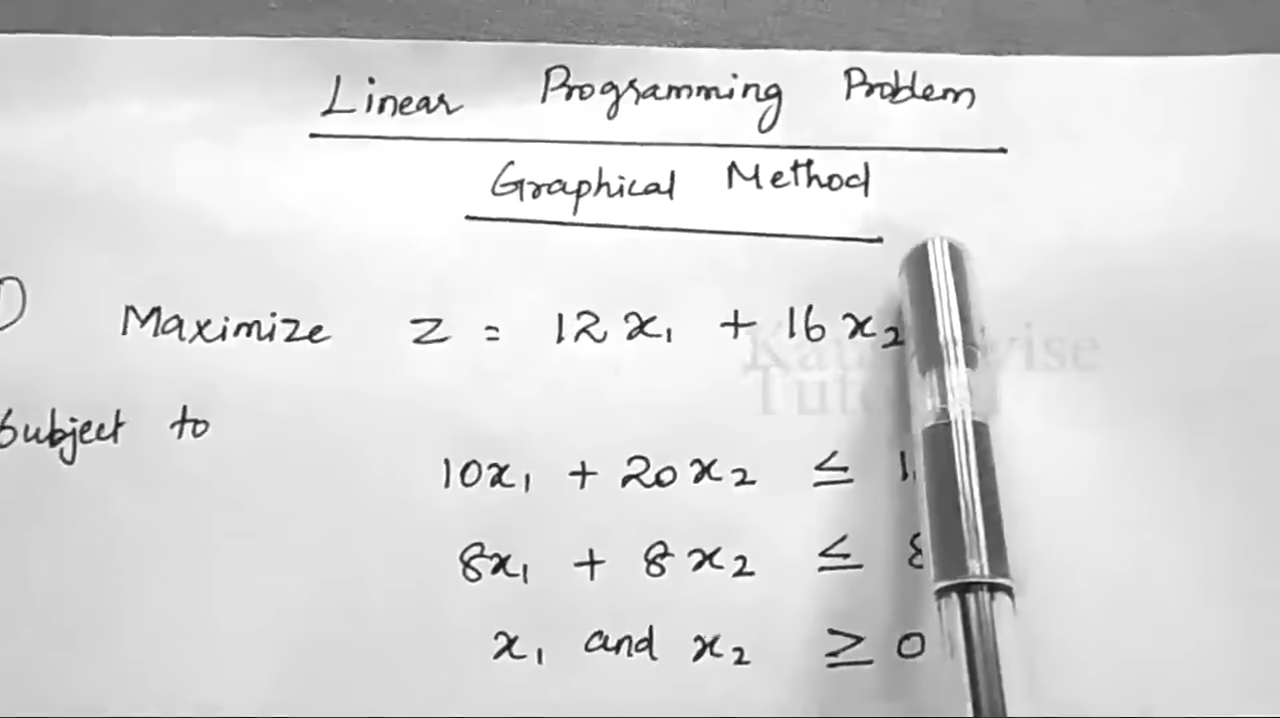 Linear Programming Problem
Graphical Method
Maximize z = 12x₁ + 16x₂
Subject to
10x₁ + 20x₂ ≤
8x₁ + 8x₂ ≤
x₁ and x₂ ≥ 0